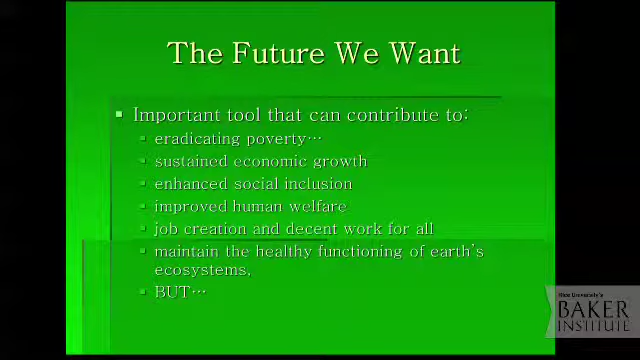 The Future We Want
Important tool that can contribute to:
eradicating poverty…
sustained economic growth
enhanced social inclusion
improved human welfare
job creation and decent work for all
maintain the healthy functioning of earth's
ecosystems,
BUT…
Rice University's
BAKER
INSTITUTE